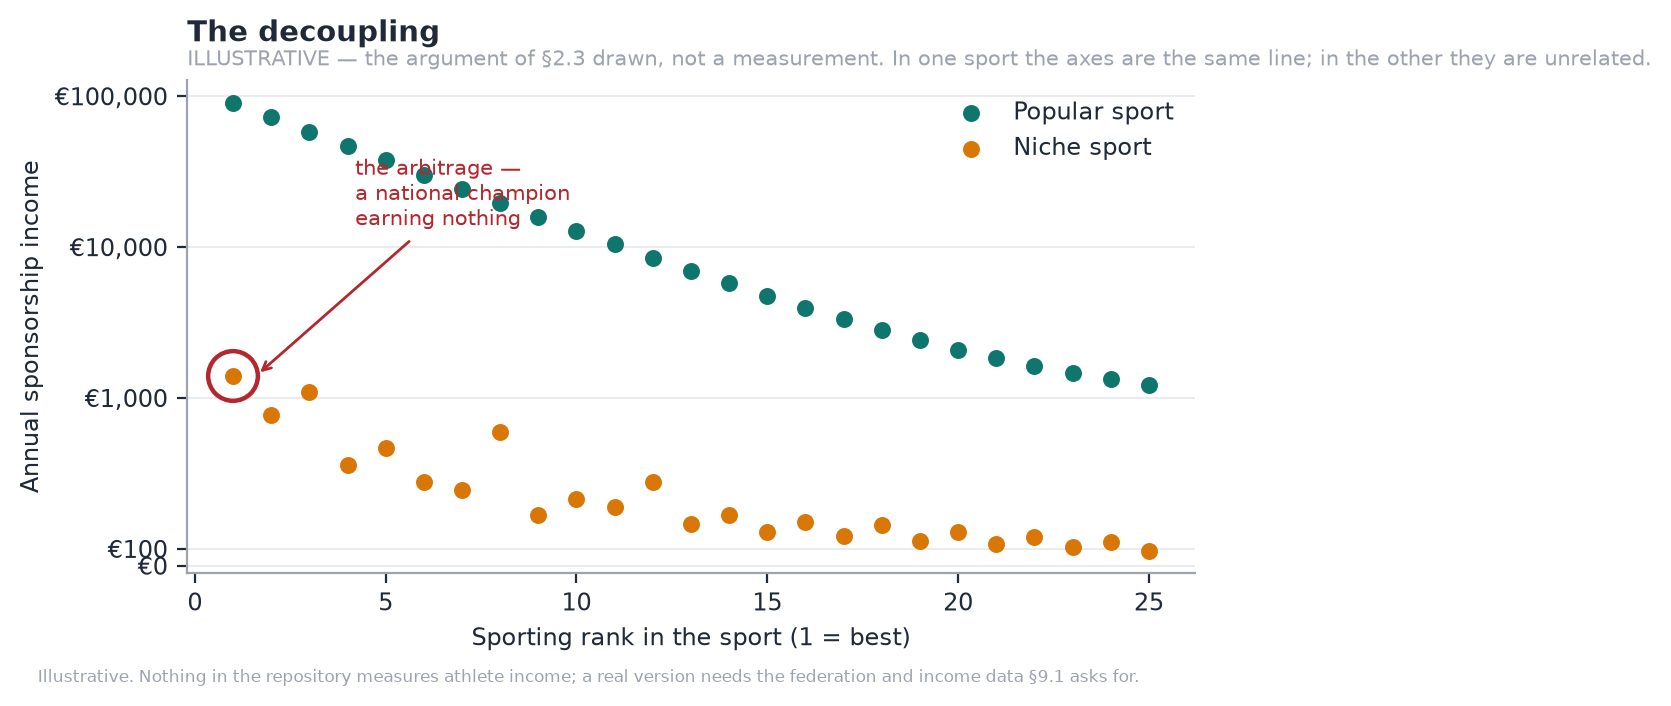 The decoupling
ILLUSTRATIVE — the argument of §2.3 drawn, not a measurement. In one sport the axes are the same line; in the other they are unrelated.
€100,000
€10,000
€1,000
€100
€0
Annual sponsorship income
Popular sport
Niche sport
the arbitrage —
a national champion
earning nothing
0
5
10
15
20
25
Sporting rank in the sport (1 = best)
Illustrative. Nothing in the repository measures athlete income; a real version needs the federation and income data §9.1 asks for.